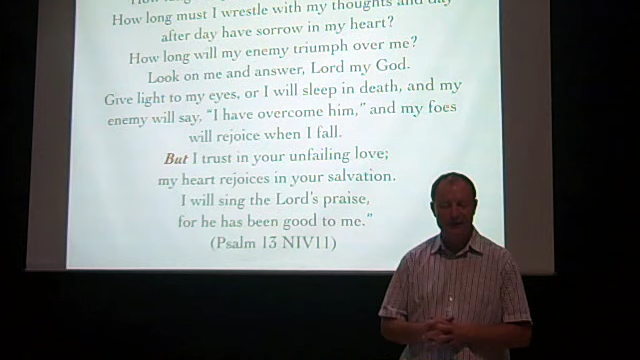 How long must I wrestle with my thoughts and day
after day have sorrow in my heart?
How long will my enemy triumph over me?
Look on me and answer, Lord my God.
Give light to my eyes, or I will sleep in death, and my
enemy will say, “I have overcome him,” and my foes
will rejoice when I fall.
But I trust in your unfailing love;
my heart rejoices in your salvation.
I will sing the Lord’s praise,
for he has been good to me.”
(Psalm 13 NIV11)